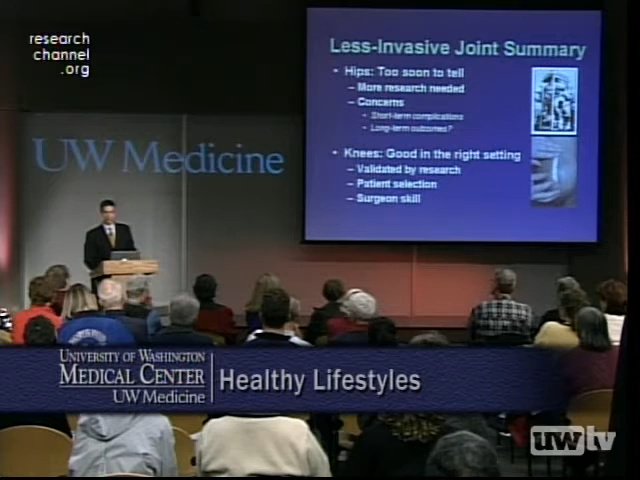 research
channel
.org
Less-Invasive Joint Summary
• Hips: Too soon to tell
– More research needed
– Concerns
• Short-term complications
• Long-term outcomes?
• Knees: Good in the right setting
– Validated by research
– Patient selection
– Surgeon skill
UW Medicine
UNIVERSITY OF WASHINGTON
MEDICAL CENTER
UW Medicine
Healthy Lifestyles
uwtv